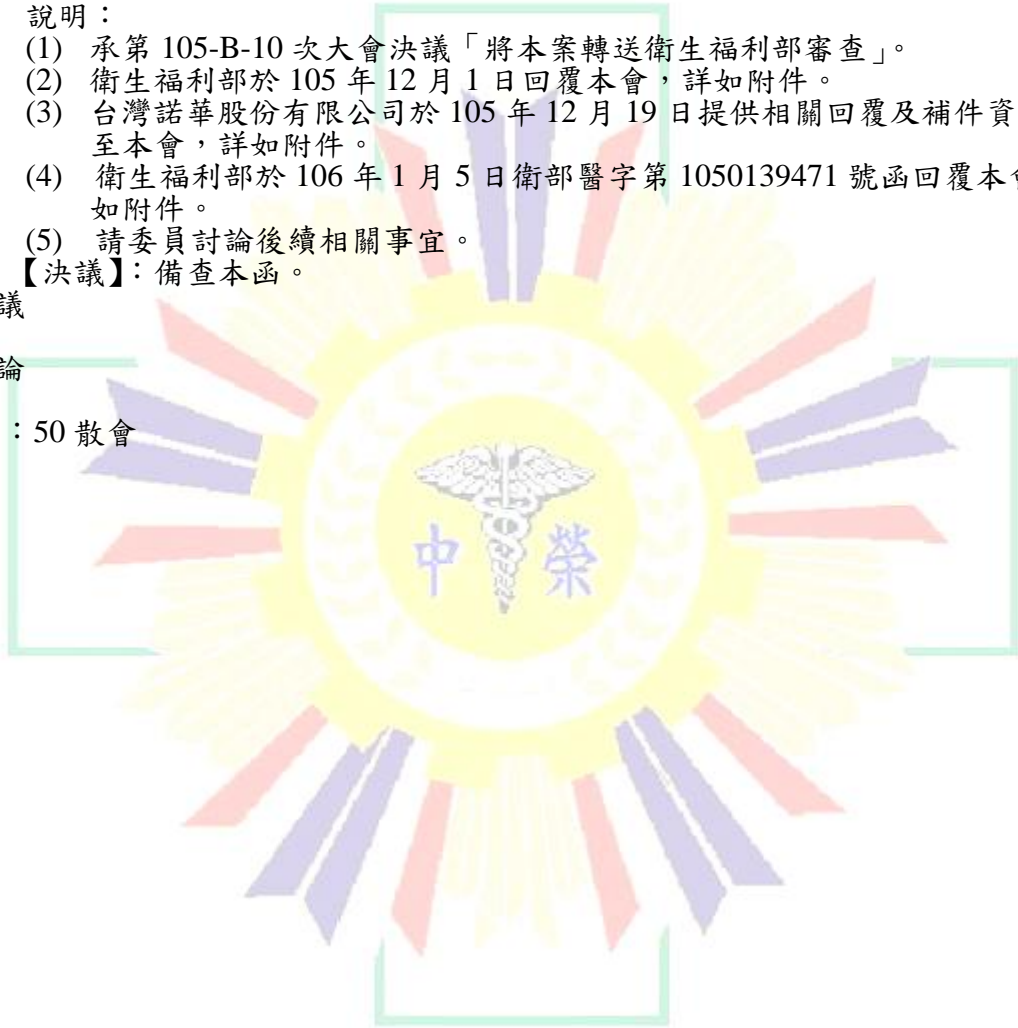 說明：
(1) 承第 105-B-10 次大會決議「將本案轉送衛生福利部審查」。
(2) 衛生福利部於 105 年 12 月 1 日回覆本會，詳如附件。
(3) 台灣諾華股份有限公司於 105 年 12 月 19 日提供相關回覆及補件資
至本會，詳如附件。
(4) 衛生福利部於 106 年 1 月 5 日衛部醫字第 1050139471 號函回覆本
如附件。
(5) 請委員討論後續相關事宜。
【決議】：備查本函。
議
論
：50 散會
中 榮